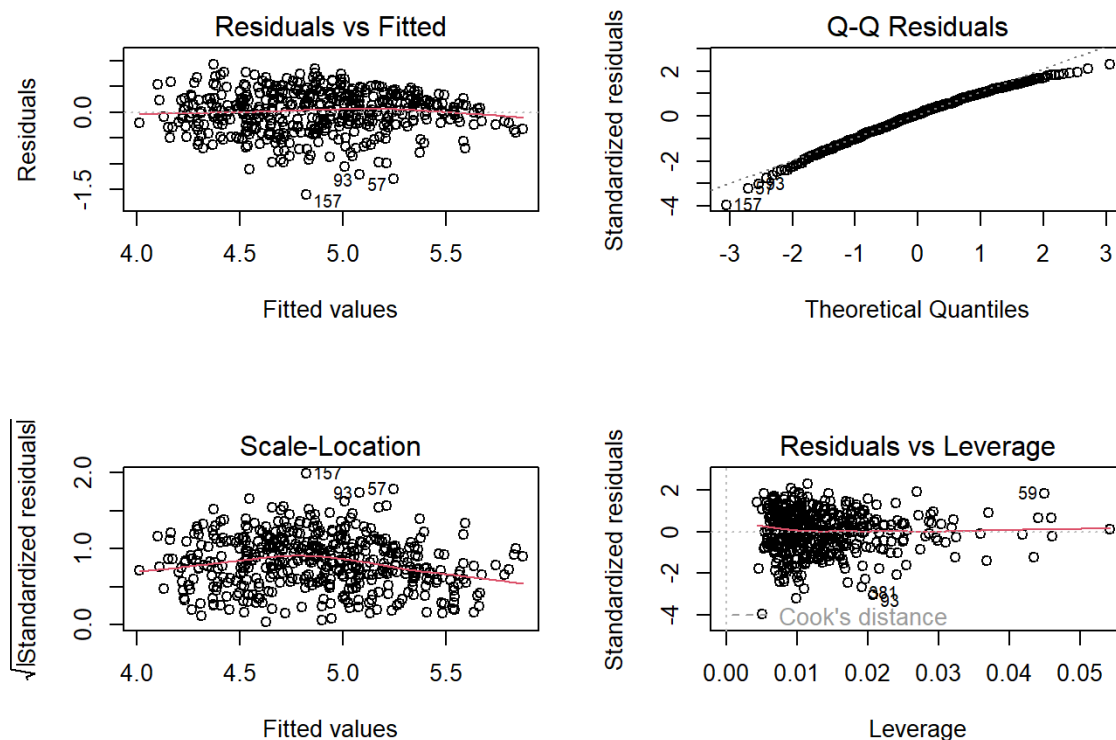 Residuals vs Fitted
Residuals
0.0
-1.5
93
57
157
4.0 4.5 5.0 5.5
Fitted values
Q-Q Residuals
Standardized residuals
2
0
-2
-4
93
57
157
-3 -2 -1 0 1 2 3
Theoretical Quantiles
Scale-Location
√|Standardized residuals|
2.0
1.0
0.0
157
93
57
4.0 4.5 5.0 5.5
Fitted values
Residuals vs Leverage
Standardized residuals
2
0
-2
-4
59
381
93
Cook's distance
0.00 0.01 0.02 0.03 0.04 0.05
Leverage